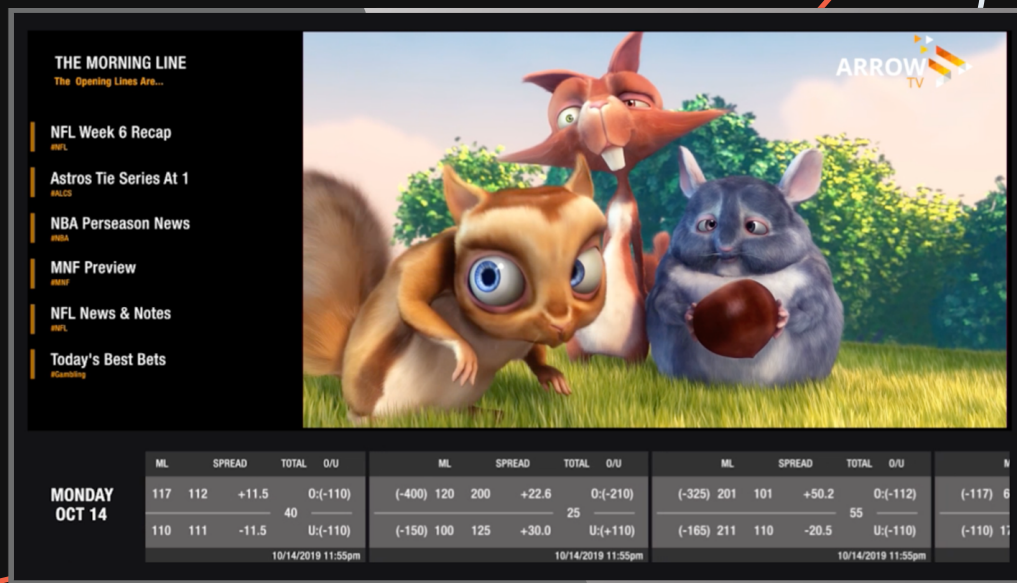 THE MORNING LINE
The Opening Lines Are...
NFL Week 6 Recap
#NFL
Astros Tie Series At 1
#ALCS
NBA Perseason News
#NBA
MNF Preview
#MNF
NFL News & Notes
#NFL
Today's Best Bets
#Gambling
ARROW
TV
MONDAY
OCT 14
ML SPREAD TOTAL O/U
117 112 +11.5 O:(-110)
40
110 111 -11.5 U:(-110)
10/14/2019 11:55pm
ML SPREAD TOTAL O/U
(-400) 120 200 +22.6 O:(-210)
25
(-150) 100 125 +30.0 U:(+110)
10/14/2019 11:55pm
ML SPREAD TOTAL O/U
(-325) 201 101 +50.2 O:(-112)
55
(-165) 211 110 -20.5 U:(-110)
10/14/2019 11:55pm
(-117)
(-110)